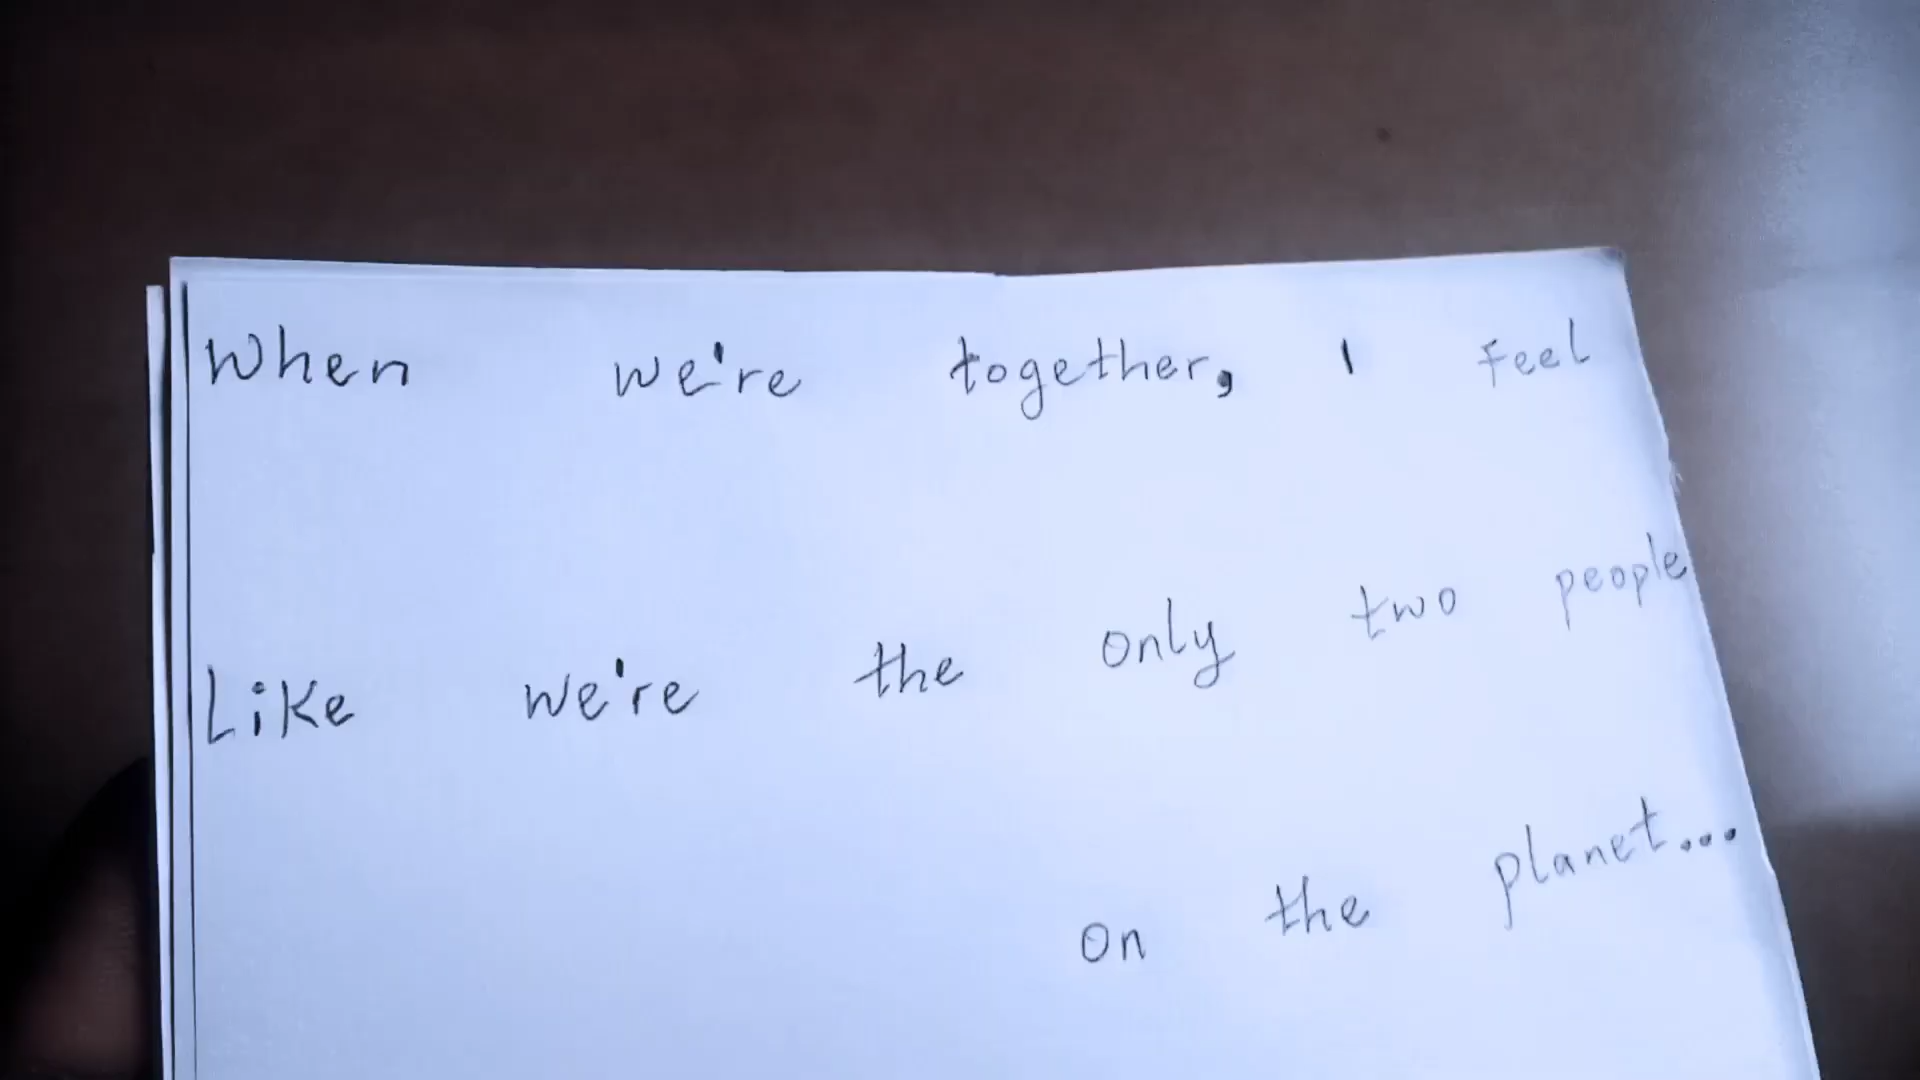 When we're together, I Feel
Like we're the only two people
on the planet...